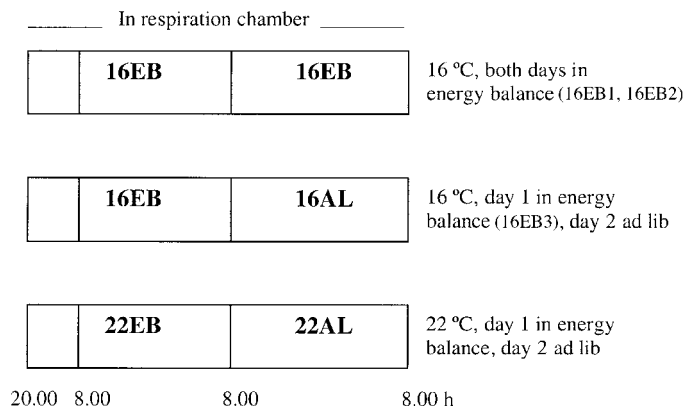 In respiration chamber
16EB 16EB
16 ºC, both days in
energy balance (16EB1, 16EB2)
16EB 16AL
16 ºC, day 1 in energy
balance (16EB3), day 2 ad lib
22EB 22AL
22 ºC, day 1 in energy
balance, day 2 ad lib
20.00 8.00 8.00 8.00 h